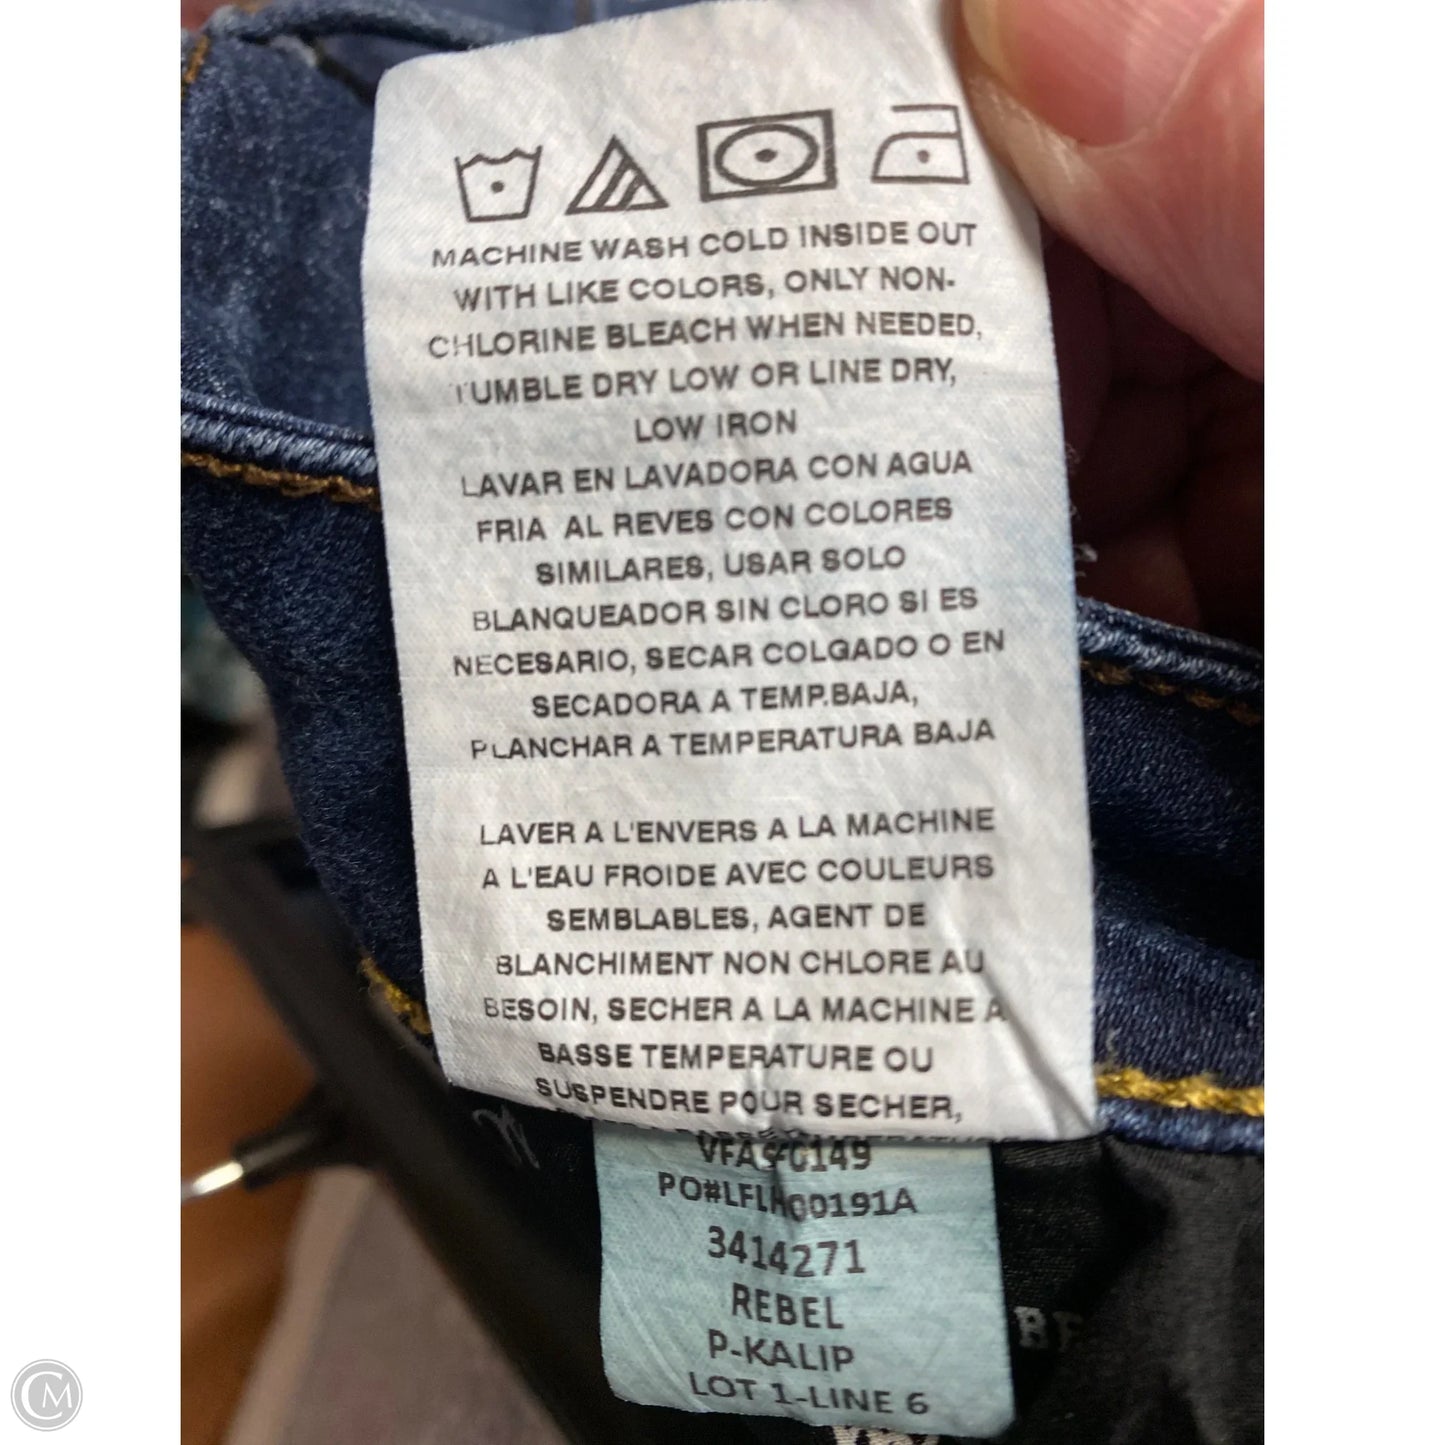 MACHINE WASH COLD INSIDE OUT
WITH LIKE COLORS, ONLY NON-
CHLORINE BLEACH WHEN NEEDED,
TUMBLE DRY LOW OR LINE DRY,
LOW IRON
LAVAR EN LAVADORA CON AGUA
FRIA AL REVES CON COLORES
SIMILARES, USAR SOLO
BLANQUEADOR SIN CLORO SI ES
NECESARIO, SECAR COLGADO O EN
SECADORA A TEMP.BAJA,
PLANCHAR A TEMPERATURA BAJA
LAVER A L'ENVERS A LA MACHINE
A L'EAU FROIDE AVEC COULEURS
SEMBLABLES, AGENT DE
BLANCHIMENT NON CHLORE AU
BESOIN, SECHER A LA MACHINE A
BASSE TEMPERATURE OU
SUSPENDRE POUR SECHER,
PO#LFLH00191A
3414271
REBEL
P-KALIP
LOT 1-LINE 6
CM